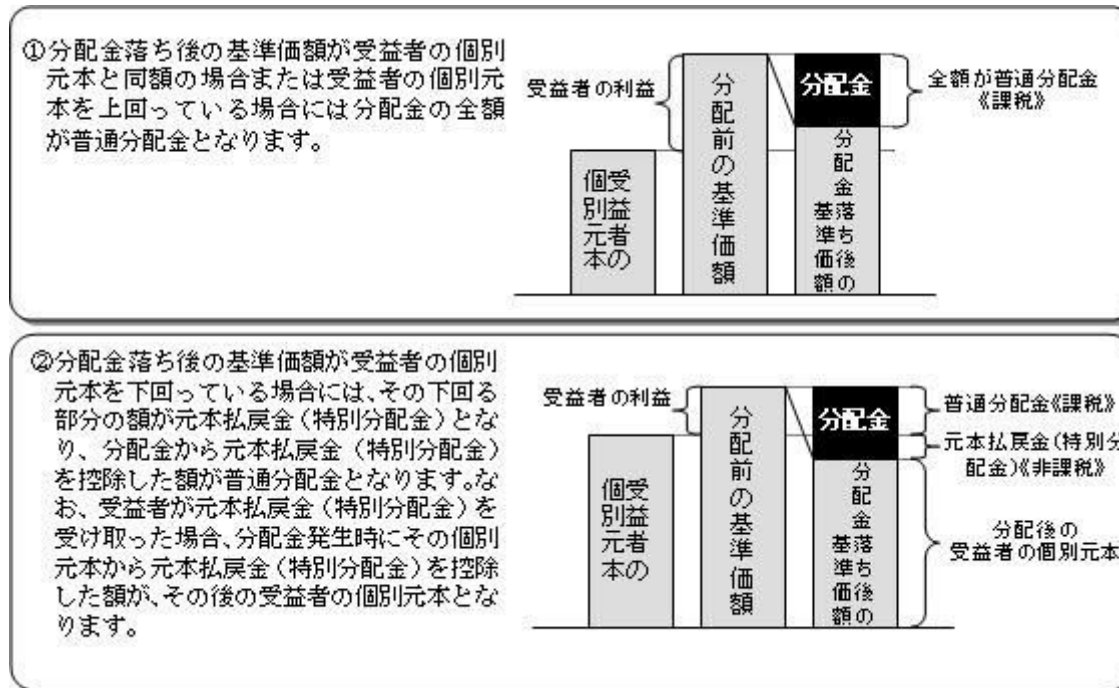 ①分配金落ち後の基準価額が受益者の個別
元本と同額の場合または受益者の個別元
本を上回っている場合には分配金の全額
が普通分配金となります。
受益者の利益
個別元本
受益者の
分配前の基準価額
分配金
基準価額
分配金落ち後の
全額が普通分配金
《課税》
②分配金落ち後の基準価額が受益者の個別
元本を下回っている場合には、その下回る
部分の額が元本払戻金(特別分配金)とな
り、分配金から元本払戻金(特別分配金)
を控除した額が普通分配金となります。な
お、受益者が元本払戻金(特別分配金)を
受け取った場合、分配金発生時にその個別
元本から元本払戻金(特別分配金)を控除
した額が、その後の受益者の個別元本とな
ります。
受益者の利益
受益者の
個別元本
分配前の基準価額
分配金
分配金落ち後の
基準価額
普通分配金《課税》
元本払戻金(特別分
配金)《非課税》
分配後の
受益者の個別元本